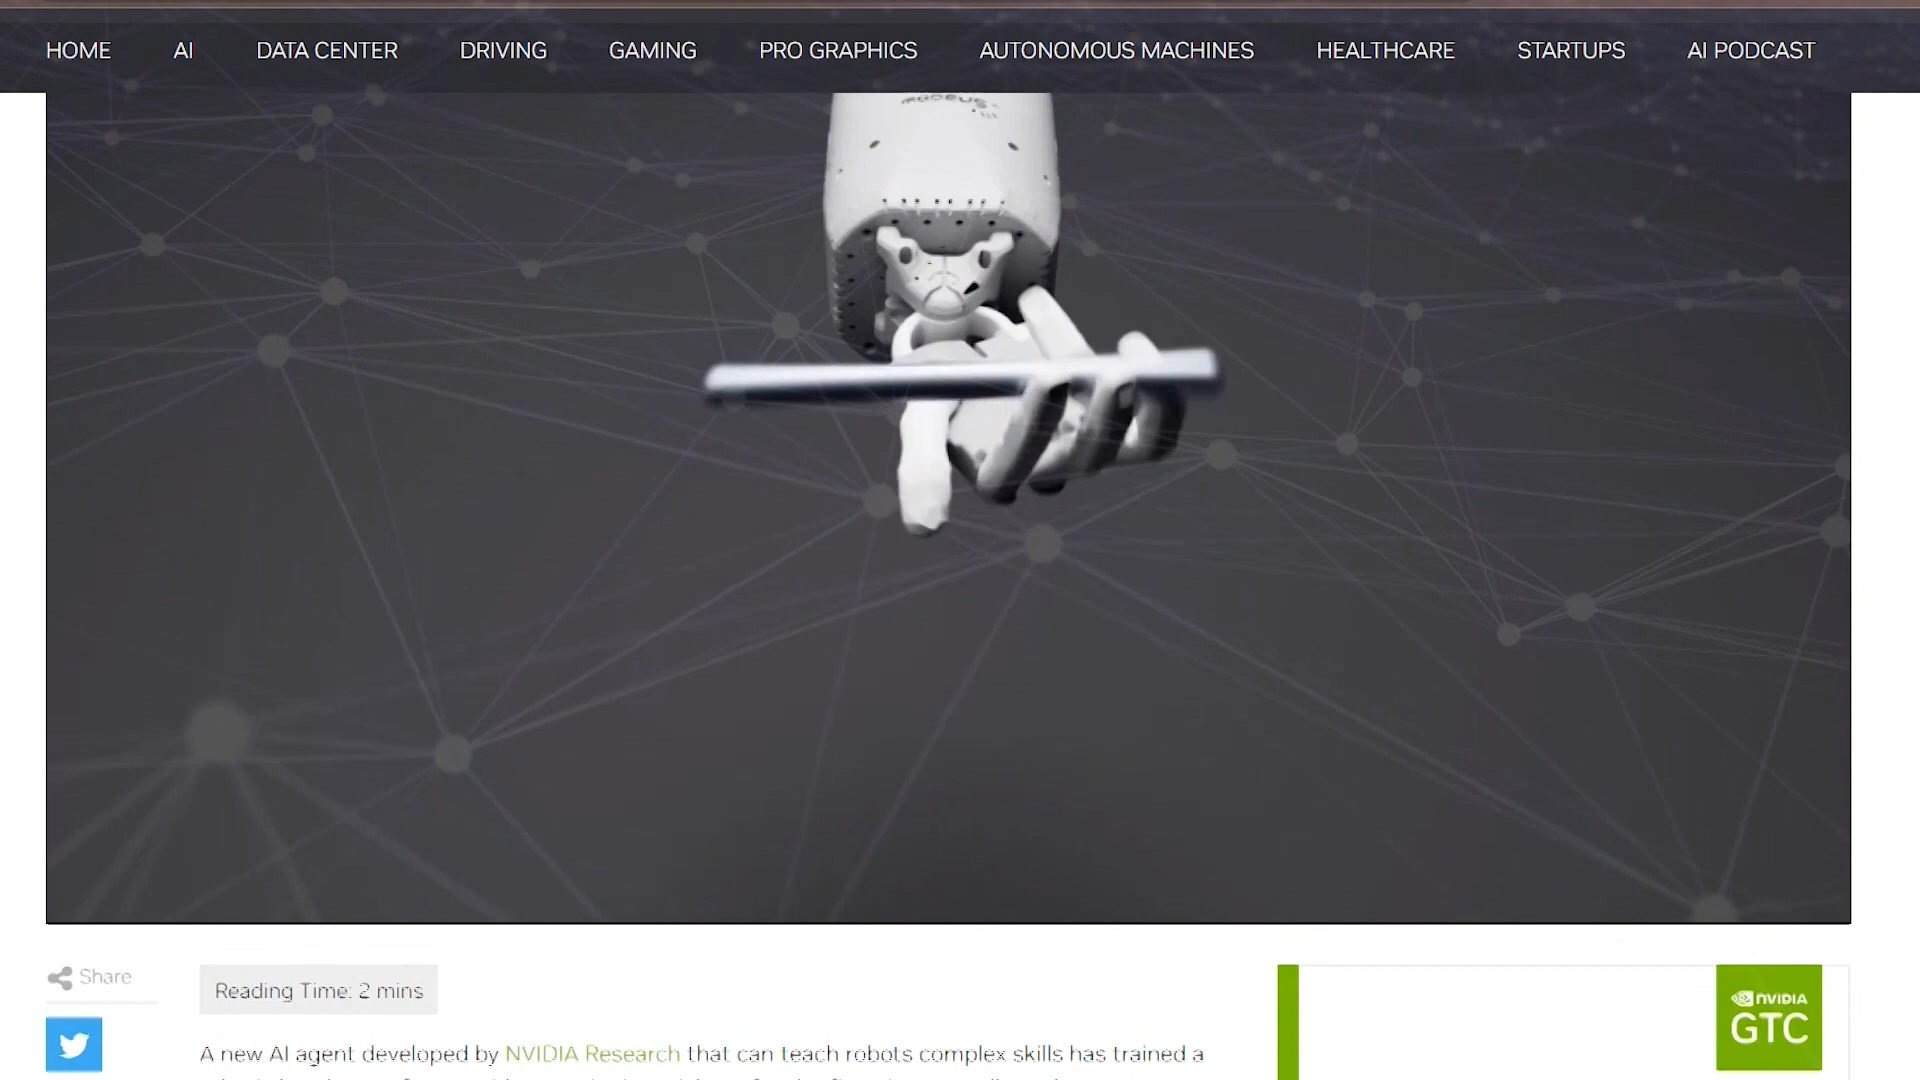 HOME AI DATA CENTER DRIVING GAMING PRO GRAPHICS AUTONOMOUS MACHINES HEALTHCARE STARTUPS AI PODCAST
Share
Reading Time: 2 mins
NVIDIA
GTC
A new AI agent developed by NVIDIA Research that can teach robots complex skills has trained a